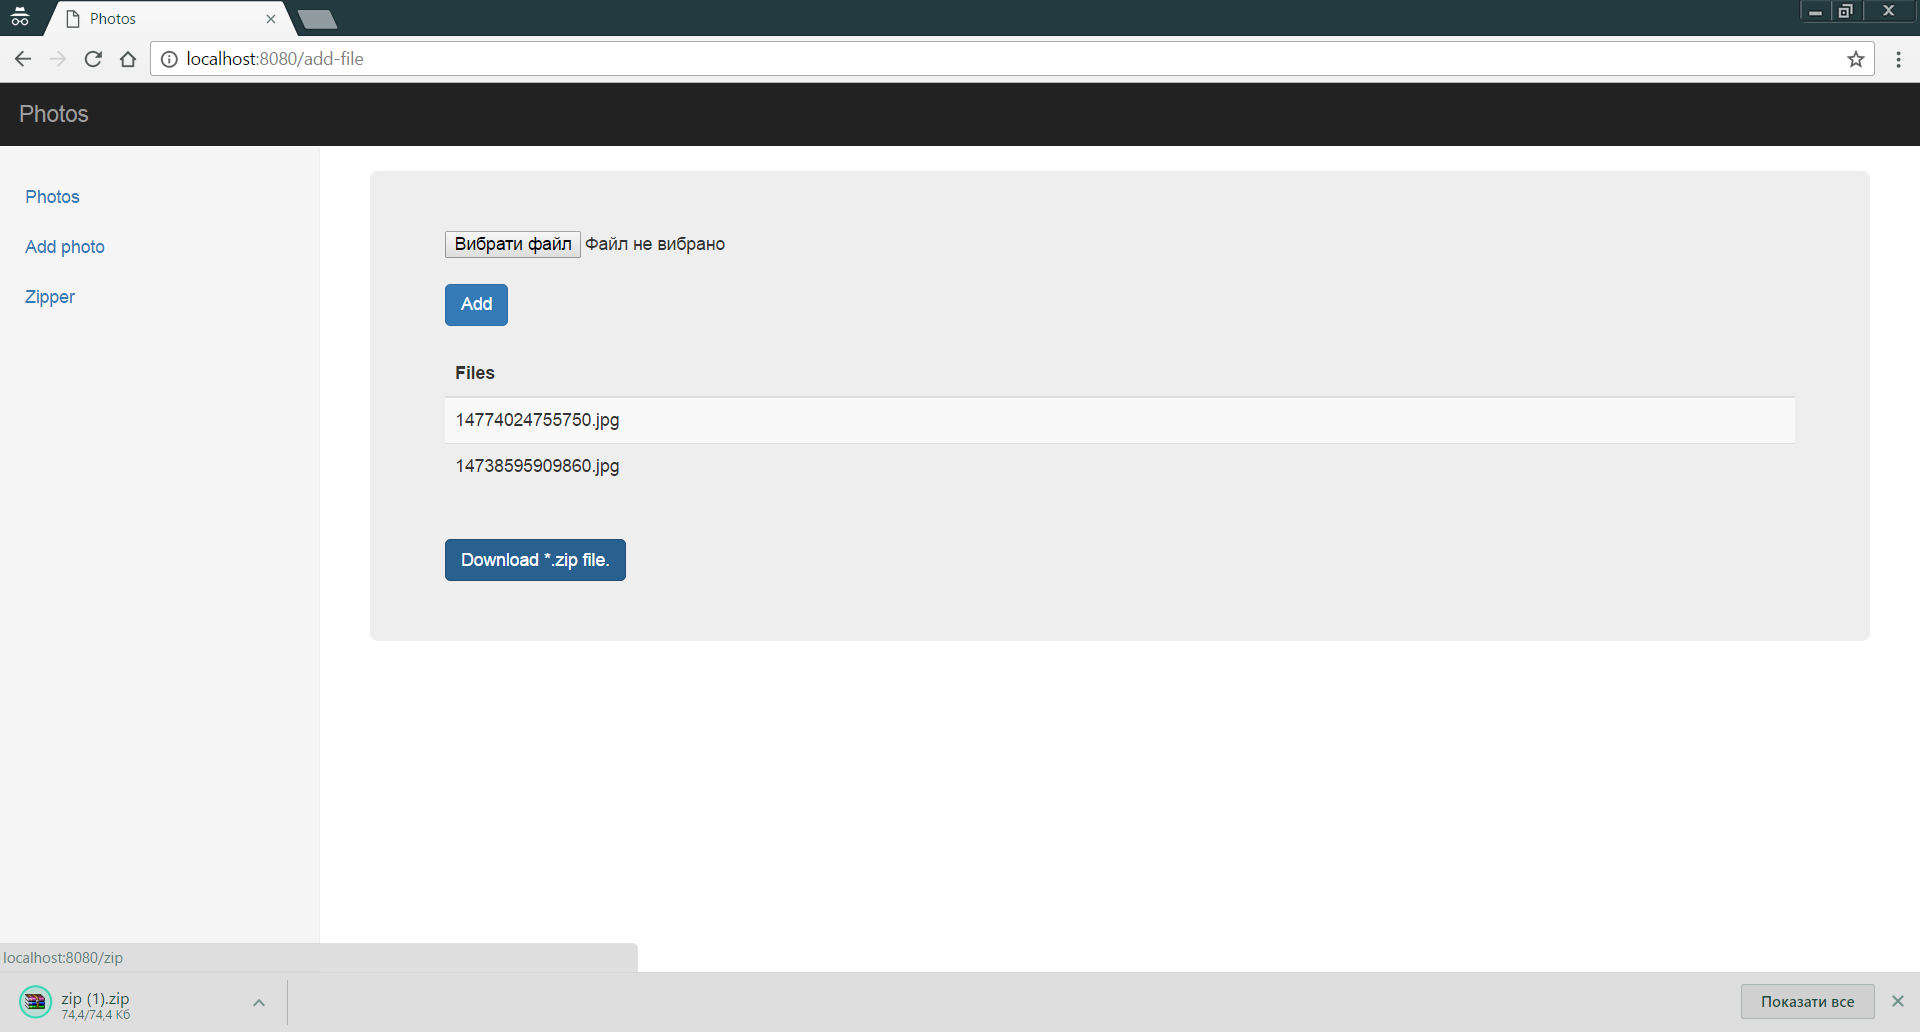 Photos
localhost:8080/add-file
Photos
Photos
Add photo
Zipper
Вибрати файл Файл не вибрано
Add
Files
14774024755750.jpg
14738595909860.jpg
Download *.zip file.
localhost:8080/zip
zip (1).zip
74,4/74,4 Кб
Показати все